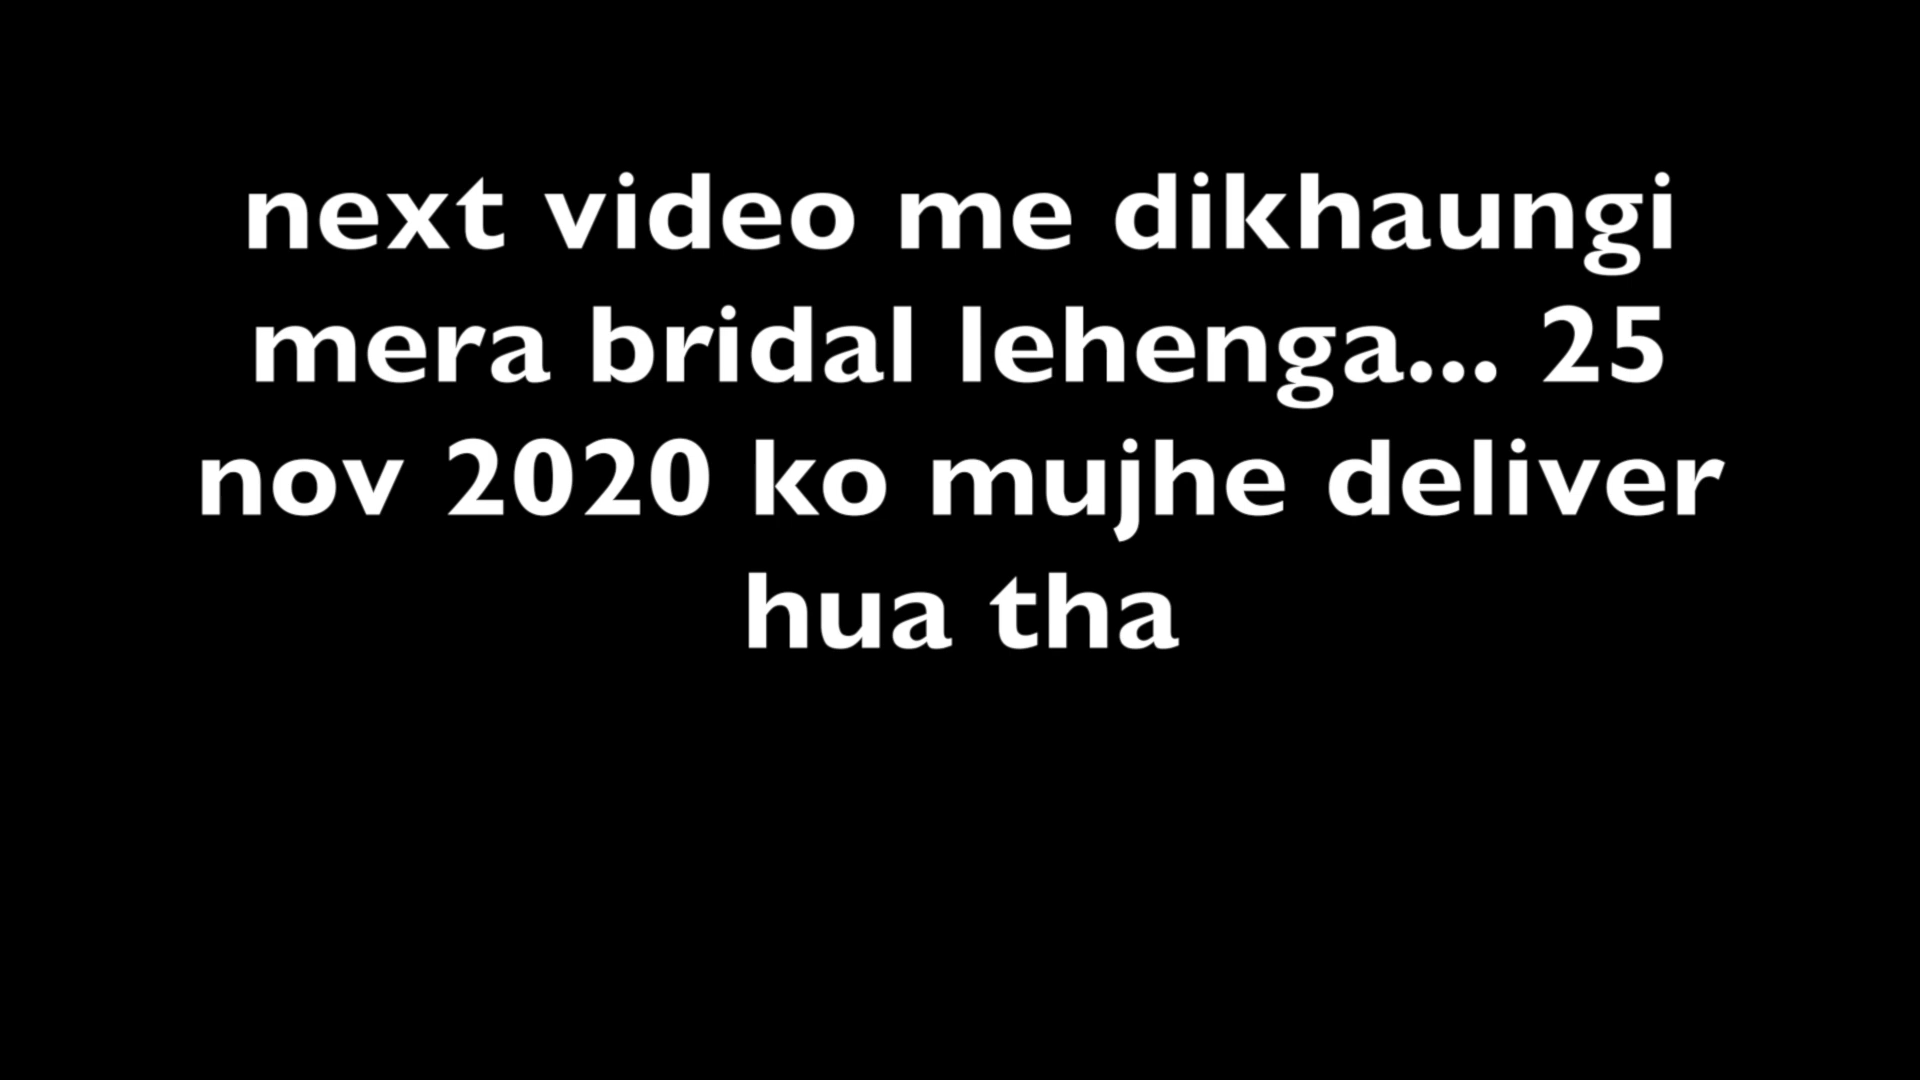 next video me dikhaungi
mera bridal lehenga... 25
nov 2020 ko mujhe deliver
hua tha